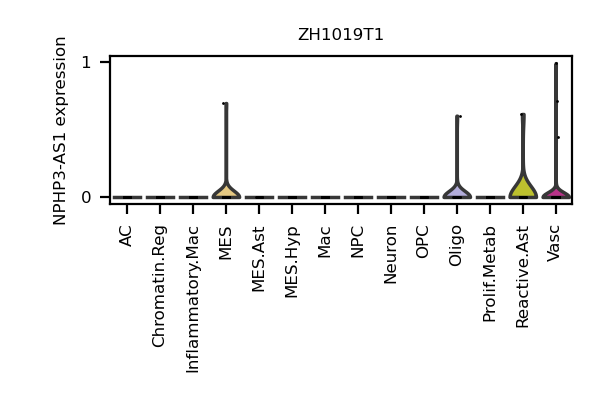 ZH1019T1
NPHP3-AS1 expression
1
0
AC
Chromatin.Reg
Inflammatory.Mac
MES
MES.Ast
MES.Hyp
Mac
NPC
Neuron
OPC
Oligo
Prolif.Metab
Reactive.Ast
Vasc